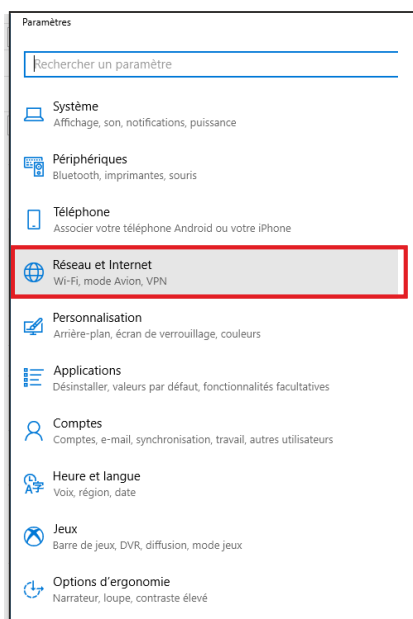 Paramètres
Rechercher un paramètre
Système
Affichage, son, notifications, puissance
Périphériques
Bluetooth, imprimantes, souris
Téléphone
Associer votre téléphone Android ou votre iPhone
Réseau et Internet
Wi-Fi, mode Avion, VPN
Personnalisation
Arrière-plan, écran de verrouillage, couleurs
Applications
Désinstaller, valeurs par défaut, fonctionnalités facultatives
Comptes
Comptes, e-mail, synchronisation, travail, autres utilisateurs
Heure et langue
Voix, région, date
Jeux
Barre de jeux, DVR, diffusion, mode jeux
Options d'ergonomie
Narrateur, loupe, contraste élevé